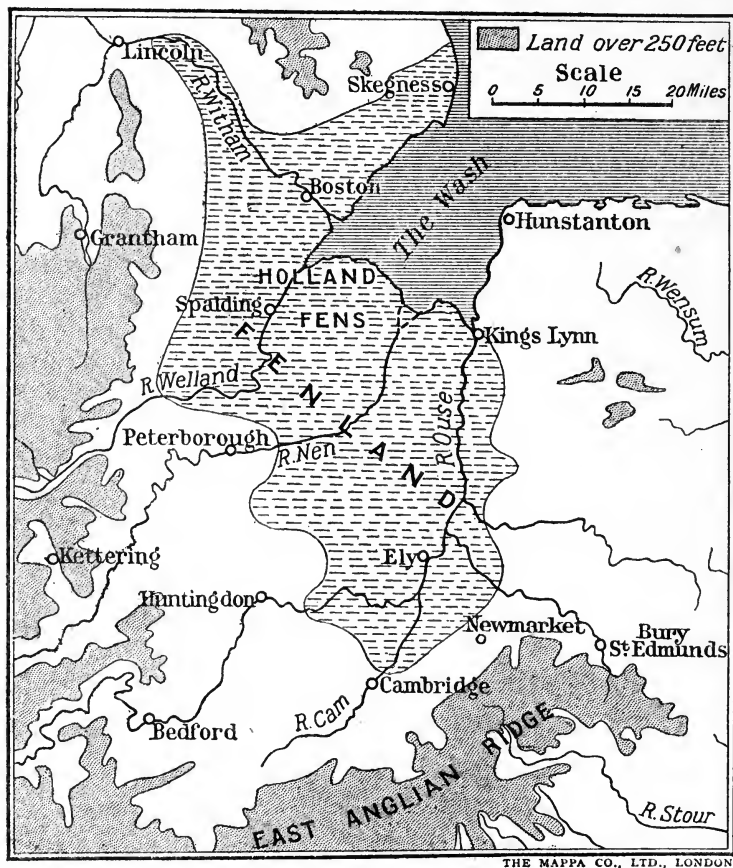 Lincoln
Land over 250 feet
Scale
0 5 10 15 20 Miles
R. Witham
Skegness
Boston
The Wash
Hunstanton
Grantham
HOLLAND
FENS
Spalding
R. Wensum
Kings Lynn
FENLAND
R. Welland
R. Ouse
Peterborough
R. Nen
Kettering
Ely
Huntingdon
Newmarket
Bury
St. Edmunds
Cambridge
Bedford
R. Cam
EAST ANGLIAN RIDGE
R. Stour
THE MAPPA CO., LTD., LONDON